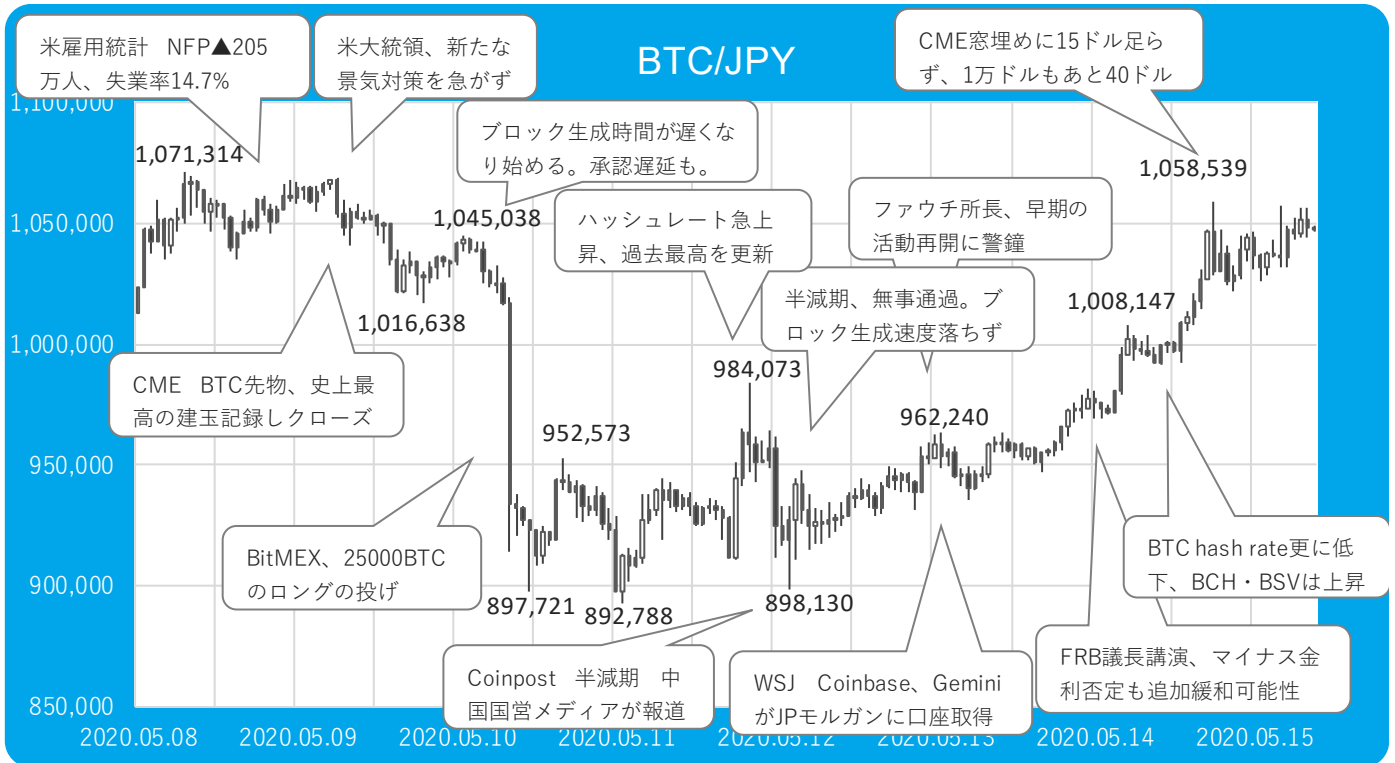 米雇用統計　NFP▲205
万人、失業率14.7%
米大統領、新たな
景気対策を急がず
BTC/JPY
CME窓埋めに15ドル足ら
ず、1万ドルもあと40ドル
ブロック生成時間が遅くな
り始める。承認遅延も。
ハッシュレート急上
昇、過去最高を更新
ファウチ所長、早期の
活動再開に警鐘
半減期、無事通過。ブ
ロック生成速度落ちず
CME　BTC先物、史上最
高の建玉記録しクローズ
BitMEX、25000BTC
のロングの投げ
Coinpost　半減期　中
国国営メディアが報道
WSJ　Coinbase、Gemini
がJPモルガンに口座取得
BTC hash rate更に低
下、BCH・BSVは上昇
FRB議長講演、マイナス金
利否定も追加緩和可能性
1,071,314
1,016,638
1,045,038
897,721
952,573
892,788
984,073
898,130
962,240
1,008,147
1,058,539
1,100,000
1,050,000
1,000,000
950,000
900,000
850,000
2020.05.08
2020.05.09
2020.05.10
2020.05.11
2020.05.12
2020.05.13
2020.05.14
2020.05.15